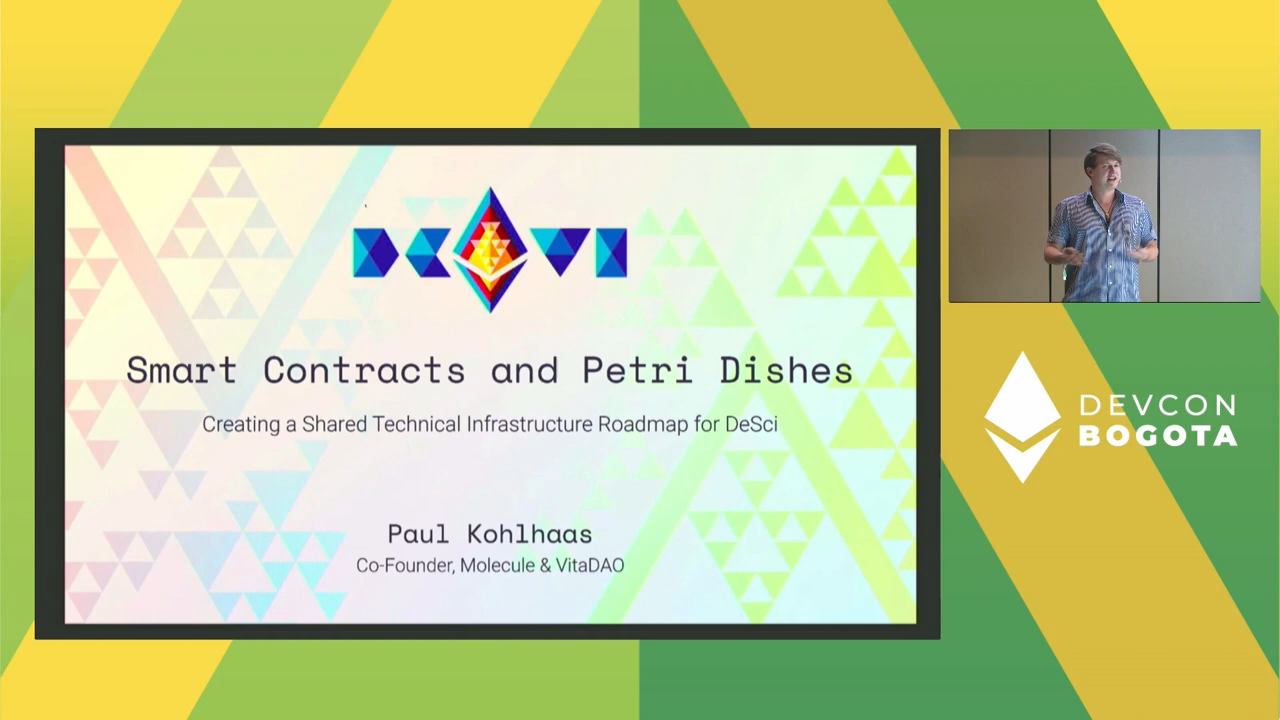 Smart Contracts and Petri Dishes
Creating a Shared Technical Infrastructure Roadmap for DeSci
Paul Kohlhaas
Co-Founder, Molecule & VitaDAO
DEVCON
BOGOTA